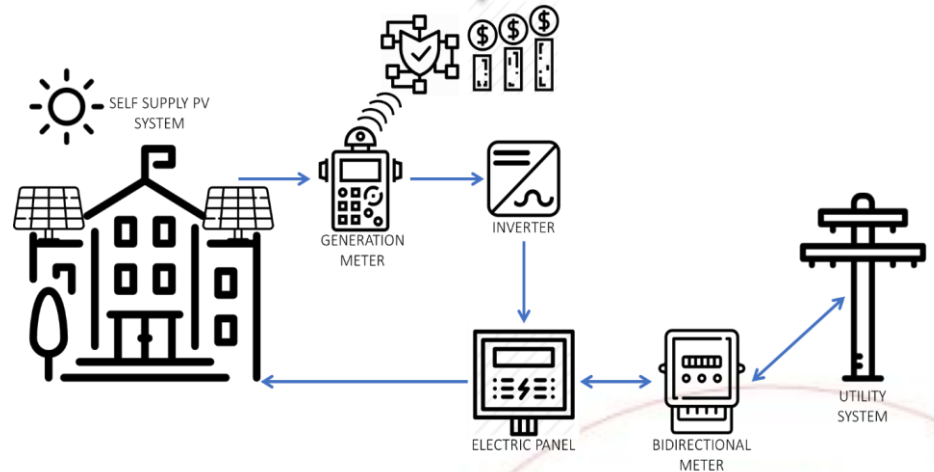 $ $ $
SELF SUPPLY PV
SYSTEM
GENERATION
METER
INVERTER
ELECTRIC PANEL
BIDIRECTIONAL
METER
UTILITY
SYSTEM